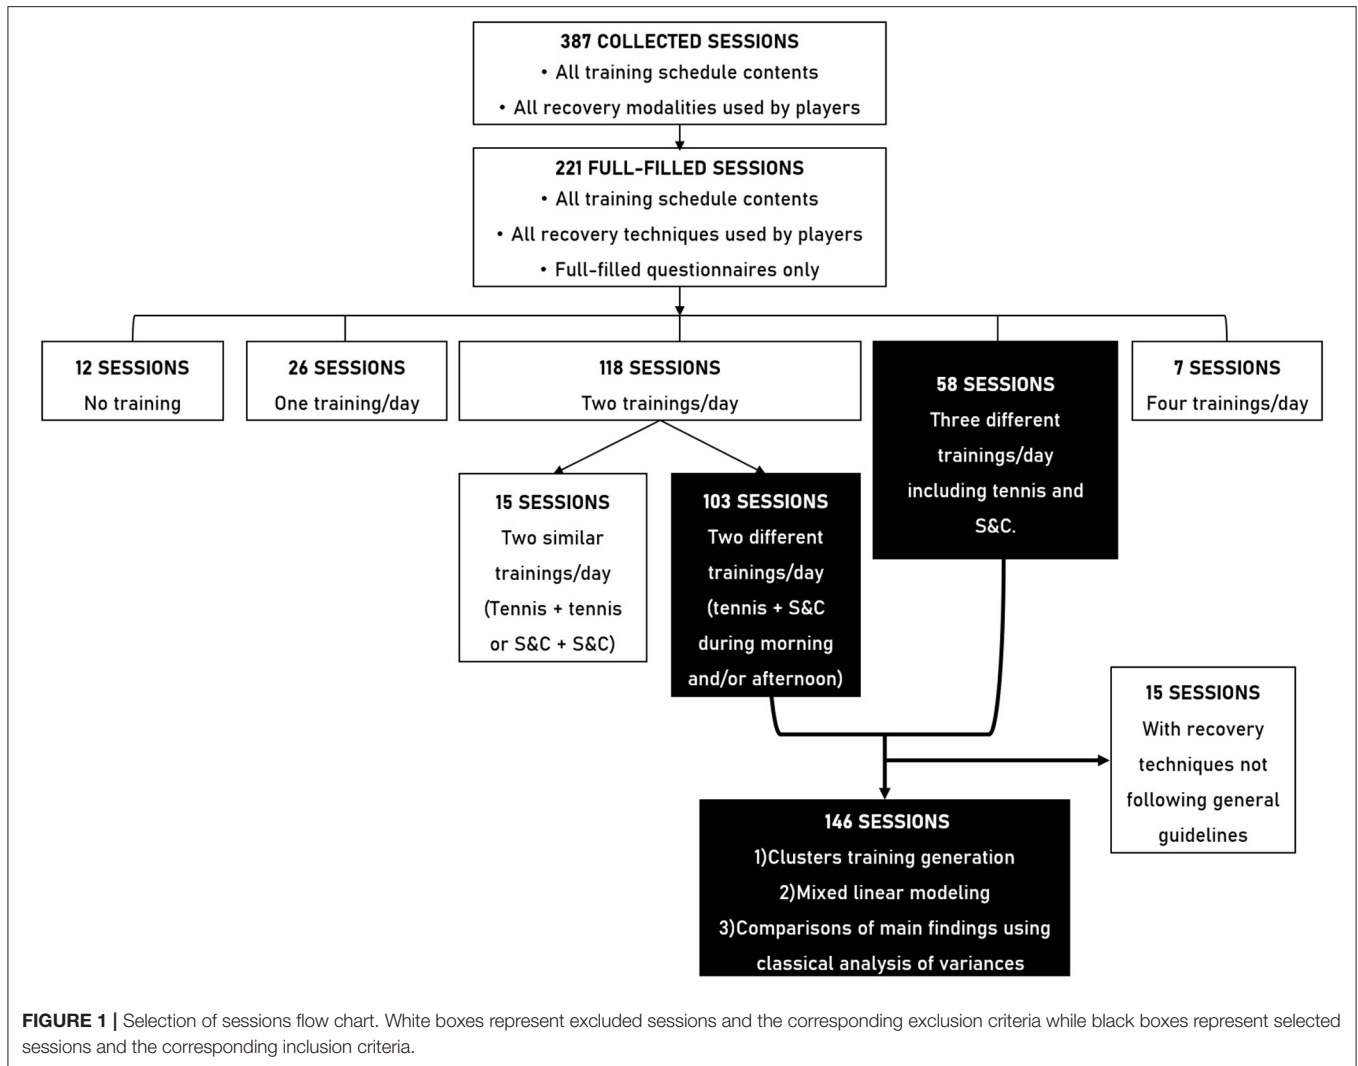 387 COLLECTED SESSIONS
• All training schedule contents
• All recovery modalities used by players
221 FULL-FILLED SESSIONS
• All training schedule contents
• All recovery techniques used by players
• Full-filled questionnaires only
12 SESSIONS
No training
26 SESSIONS
One training/day
118 SESSIONS
Two trainings/day
58 SESSIONS
Three different
trainings/day
including tennis and
S&C.
7 SESSIONS
Four trainings/day
15 SESSIONS
Two similar
trainings/day
(Tennis + tennis
or S&C + S&C)
103 SESSIONS
Two different
trainings/day
(tennis + S&C
during morning
and/or afternoon)
15 SESSIONS
With recovery
techniques not
following general
guidelines
146 SESSIONS
1)Clusters training generation
2)Mixed linear modeling
3)Comparisons of main findings using
classical analysis of variances
FIGURE 1 | Selection of sessions flow chart. White boxes represent excluded sessions and the corresponding exclusion criteria while black boxes represent selected
sessions and the corresponding inclusion criteria.